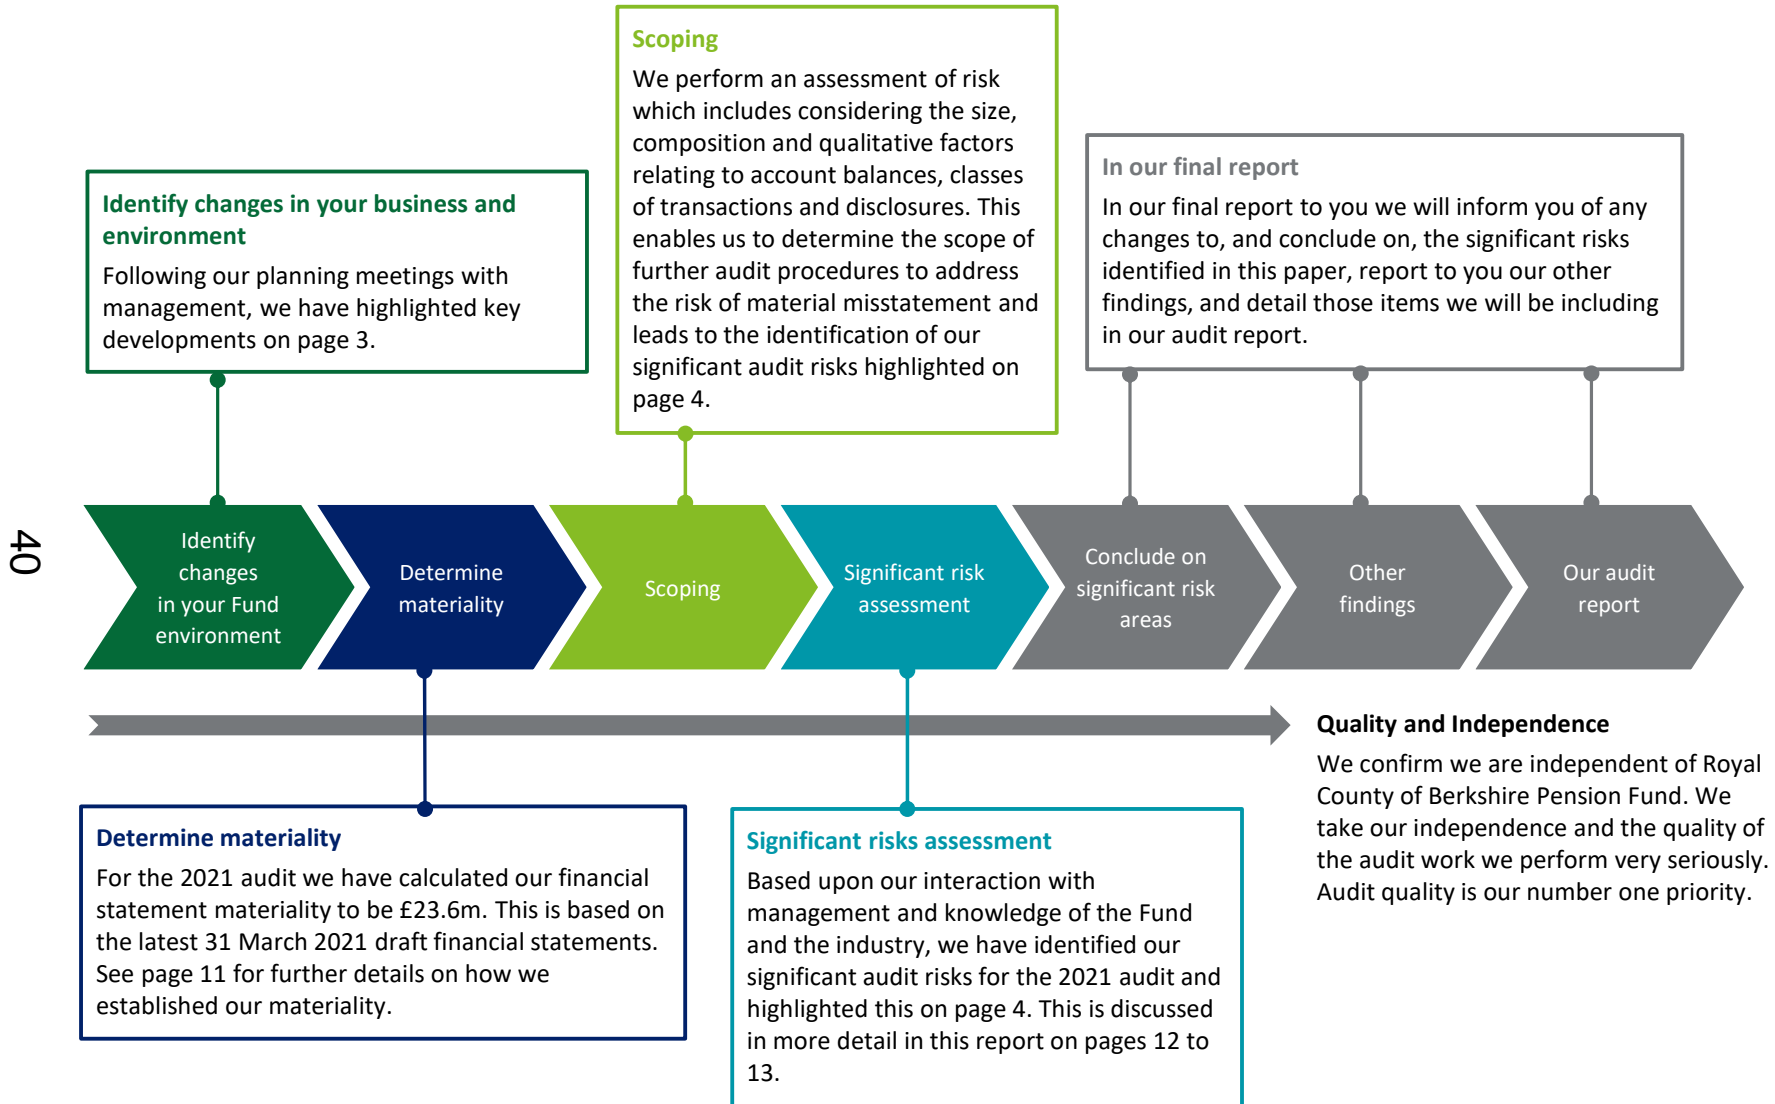 Scoping
We perform an assessment of risk
which includes considering the size,
composition and qualitative factors
relating to account balances, classes
of transactions and disclosures. This
enables us to determine the scope of
further audit procedures to address
the risk of material misstatement and
leads to the identification of our
significant audit risks highlighted on
page 4.
In our final report
In our final report to you we will inform you of any
changes to, and conclude on, the significant risks
identified in this paper, report to you our other
findings, and detail those items we will be including
in our audit report.
Identify changes in your business and
environment
Following our planning meetings with
management, we have highlighted key
developments on page 3.
40
Identify
changes
in your Fund
environment
Determine
materiality
Scoping
Significant risk
assessment
Conclude on
significant risk
areas
Other
findings
Our audit
report
Determine materiality
For the 2021 audit we have calculated our financial
statement materiality to be £23.6m. This is based on
the latest 31 March 2021 draft financial statements.
See page 11 for further details on how we
established our materiality.
Significant risks assessment
Based upon our interaction with
management and knowledge of the Fund
and the industry, we have identified our
significant audit risks for the 2021 audit and
highlighted this on page 4. This is discussed
in more detail in this report on pages 12 to
13.
Quality and Independence
We confirm we are independent of Royal
County of Berkshire Pension Fund. We
take our independence and the quality of
the audit work we perform very seriously.
Audit quality is our number one priority.